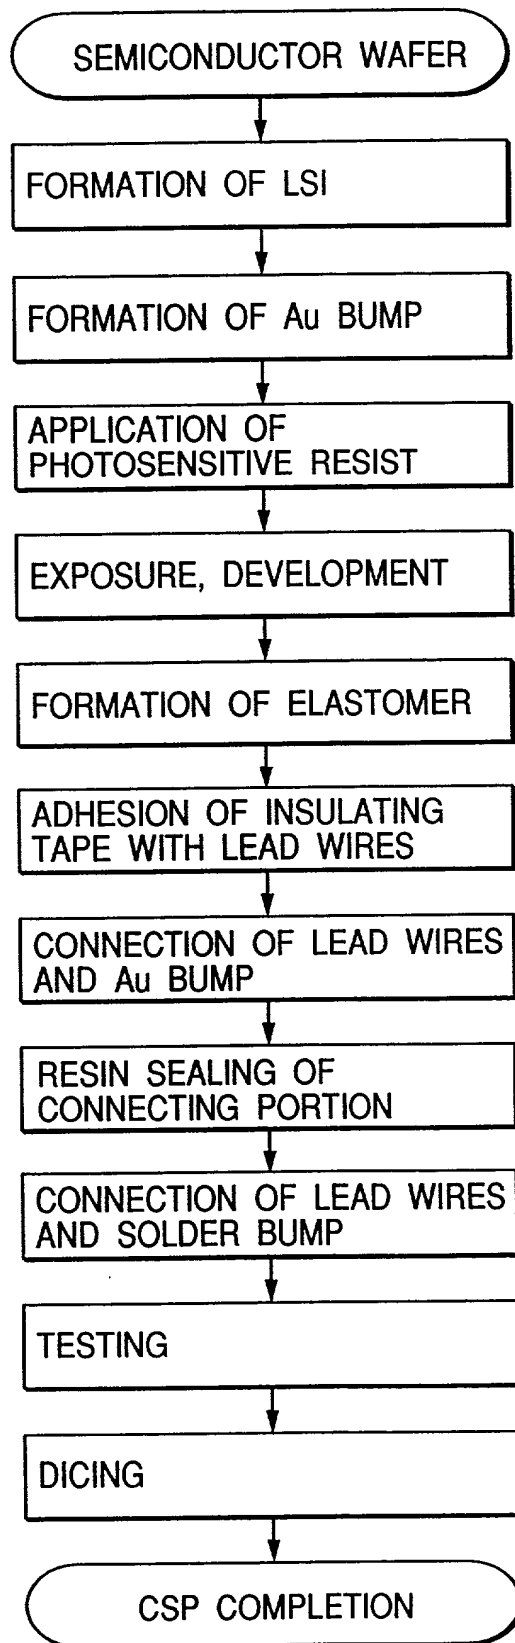 SEMICONDUCTOR WAFER
FORMATION OF LSI
FORMATION OF Au BUMP
APPLICATION OF
PHOTOSENSITIVE RESIST
EXPOSURE, DEVELOPMENT
FORMATION OF ELASTOMER
ADHESION OF INSULATING
TAPE WITH LEAD WIRES
CONNECTION OF LEAD WIRES
AND Au BUMP
RESIN SEALING OF
CONNECTING PORTION
CONNECTION OF LEAD WIRES
AND SOLDER BUMP
TESTING
DICING
CSP COMPLETION